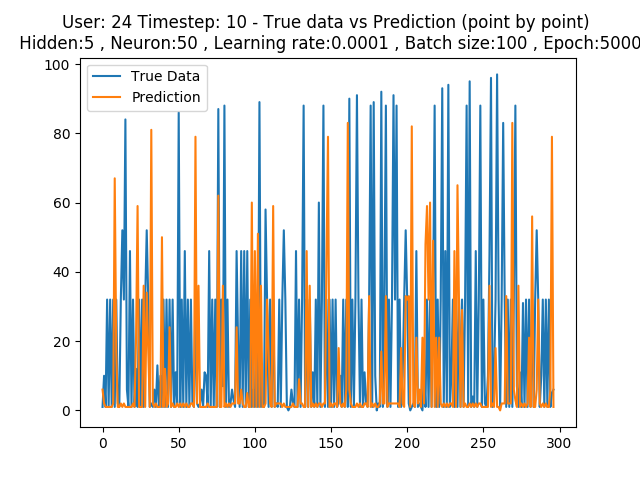 User: 24 Timestep: 10 - True data vs Prediction (point by point)
Hidden:5 , Neuron:50 , Learning rate:0.0001 , Batch size:100 , Epoch:5000
True Data
Prediction
100
80
60
40
20
0
0 50 100 150 200 250 300